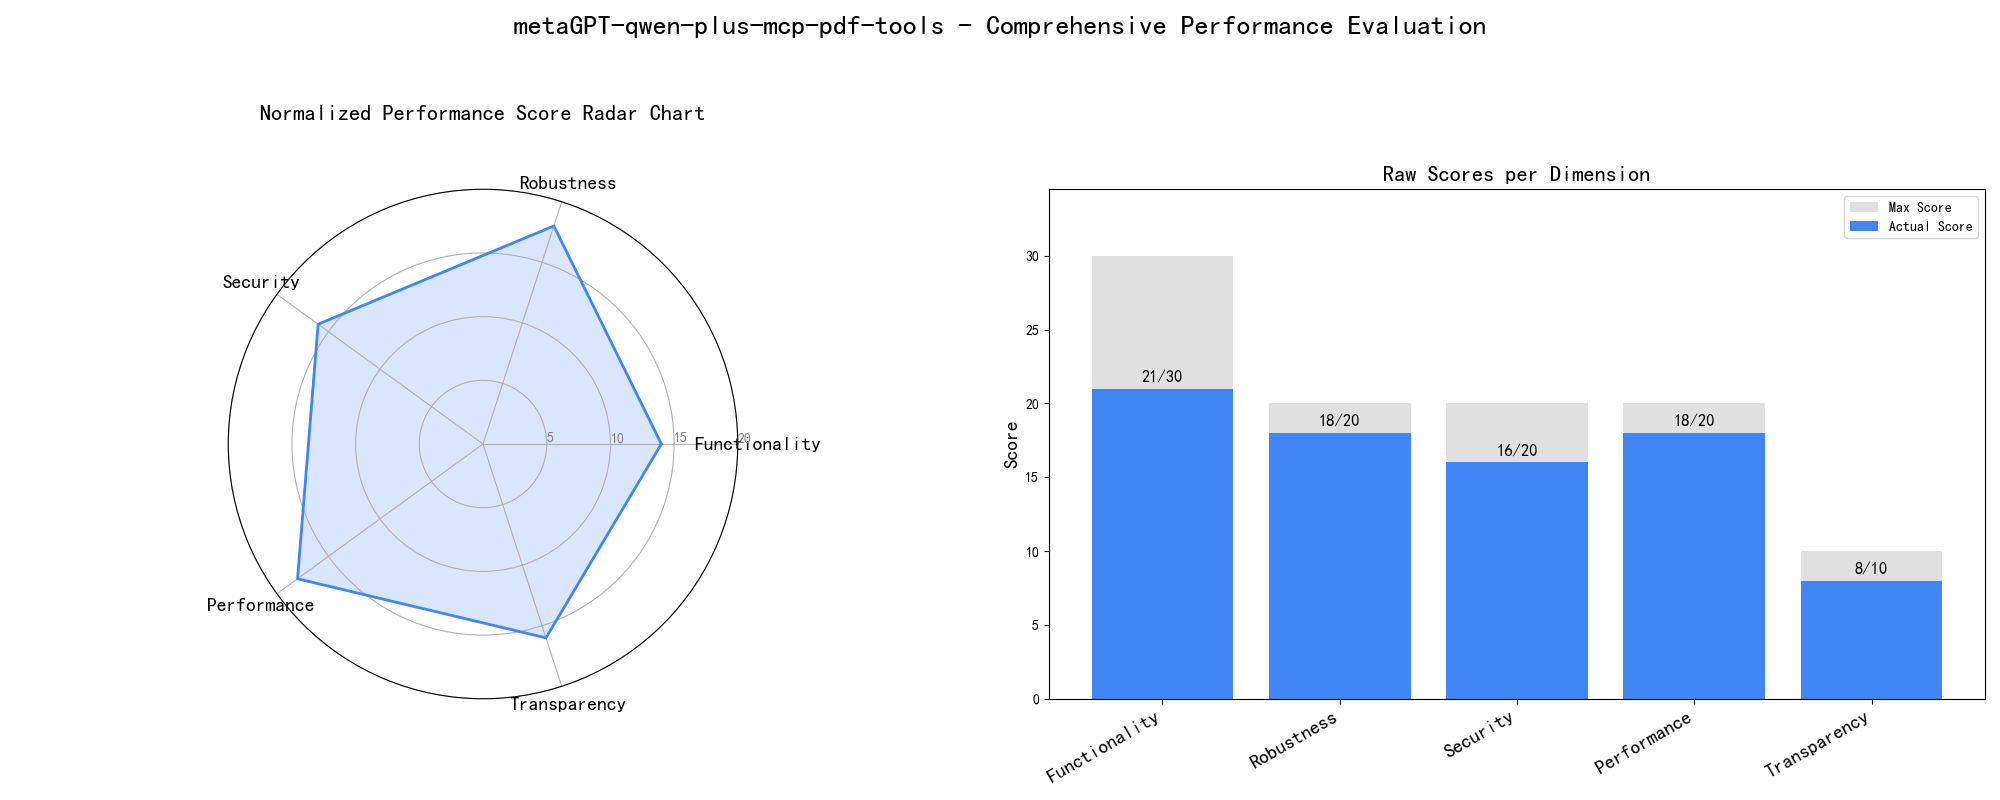 metaGPT-qwen-plus-mcp-pdf-tools - Comprehensive Performance Evaluation
Normalized Performance Score Radar Chart
Robustness
Security
5
10
15
20
Functionality
Performance
Transparency
Raw Scores per Dimension
Max Score
Actual Score
Score
30
25
20
15
10
5
0
21/30
18/20
16/20
18/20
8/10
Functionality
Robustness
Security
Performance
Transparency